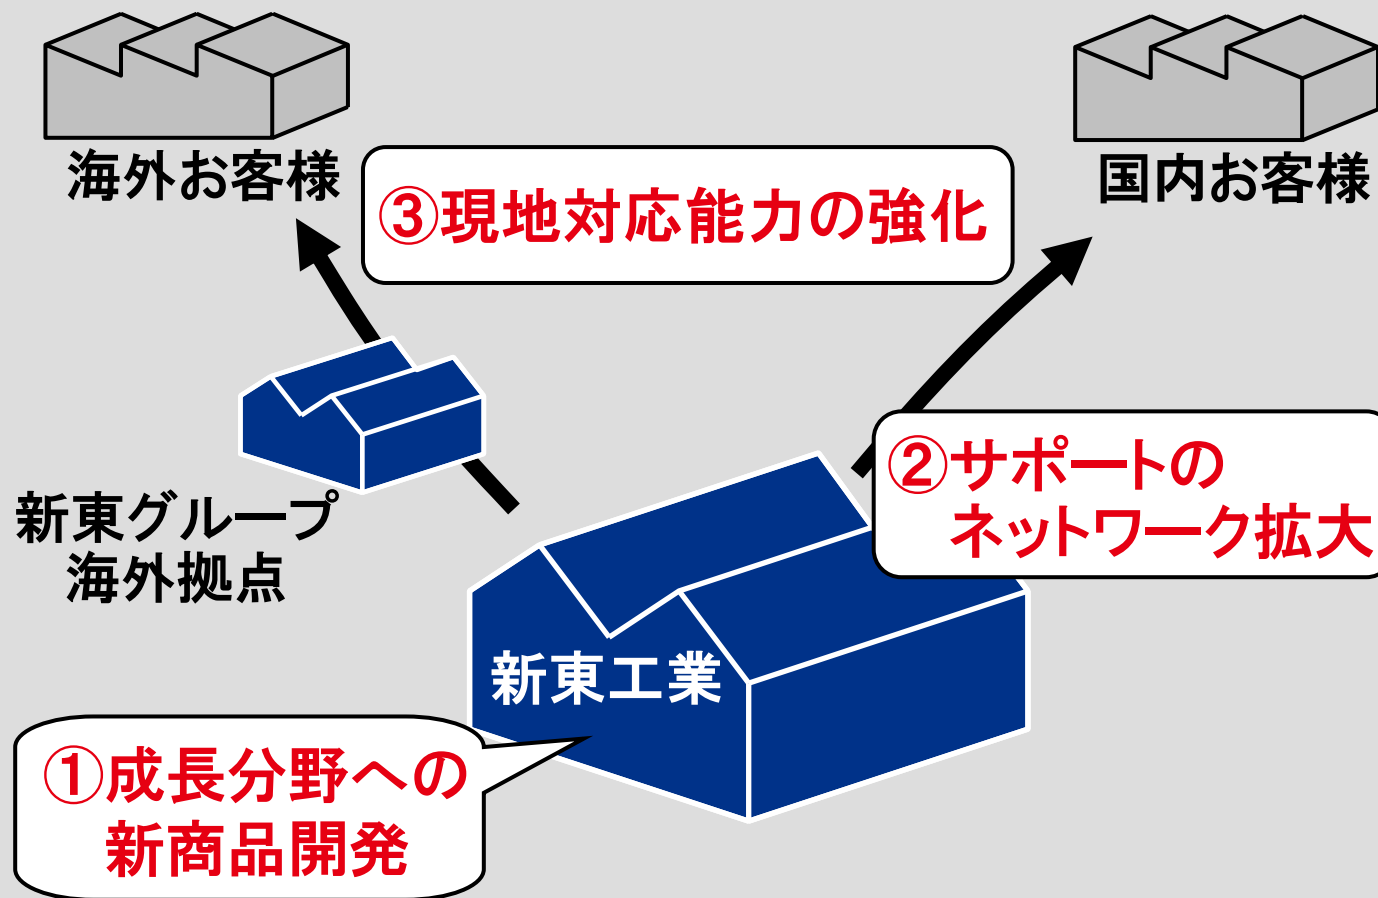 海外お客様
国内お客様
③現地対応能力の強化
②サポートの
ネットワーク拡大
新東グループ
海外拠点
新東工業
①成長分野への
新商品開発